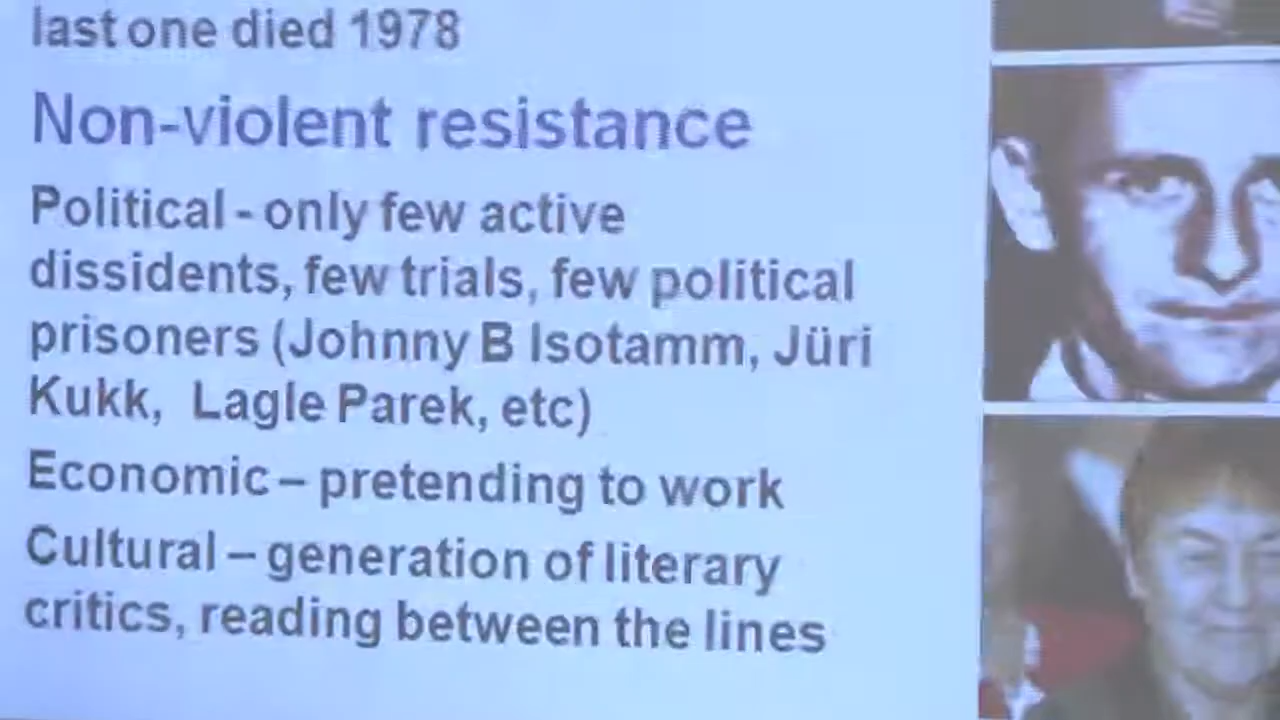 last one died 1978
Non-violent resistance
Political - only few active
dissidents, few trials, few political
prisoners (Johnny B Isotamm, Jüri
Kukk, Lagle Parek, etc)
Economic – pretending to work
Cultural – generation of literary
critics, reading between the lines